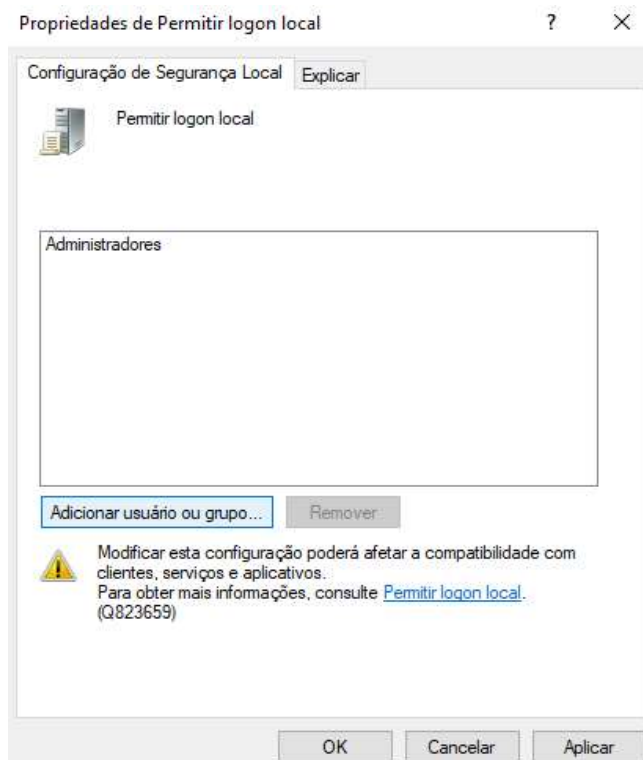 Propriedades de Permitir logon local ? ×
Configuração de Segurança Local Explicar
Permitir logon local
Administradores
Adicionar usuário ou grupo... Remover
Modificar esta configuração poderá afetar a compatibilidade com
clientes, serviços e aplicativos.
Para obter mais informações, consulte Permitir logon local.
(Q823659)
OK Cancelar Aplicar